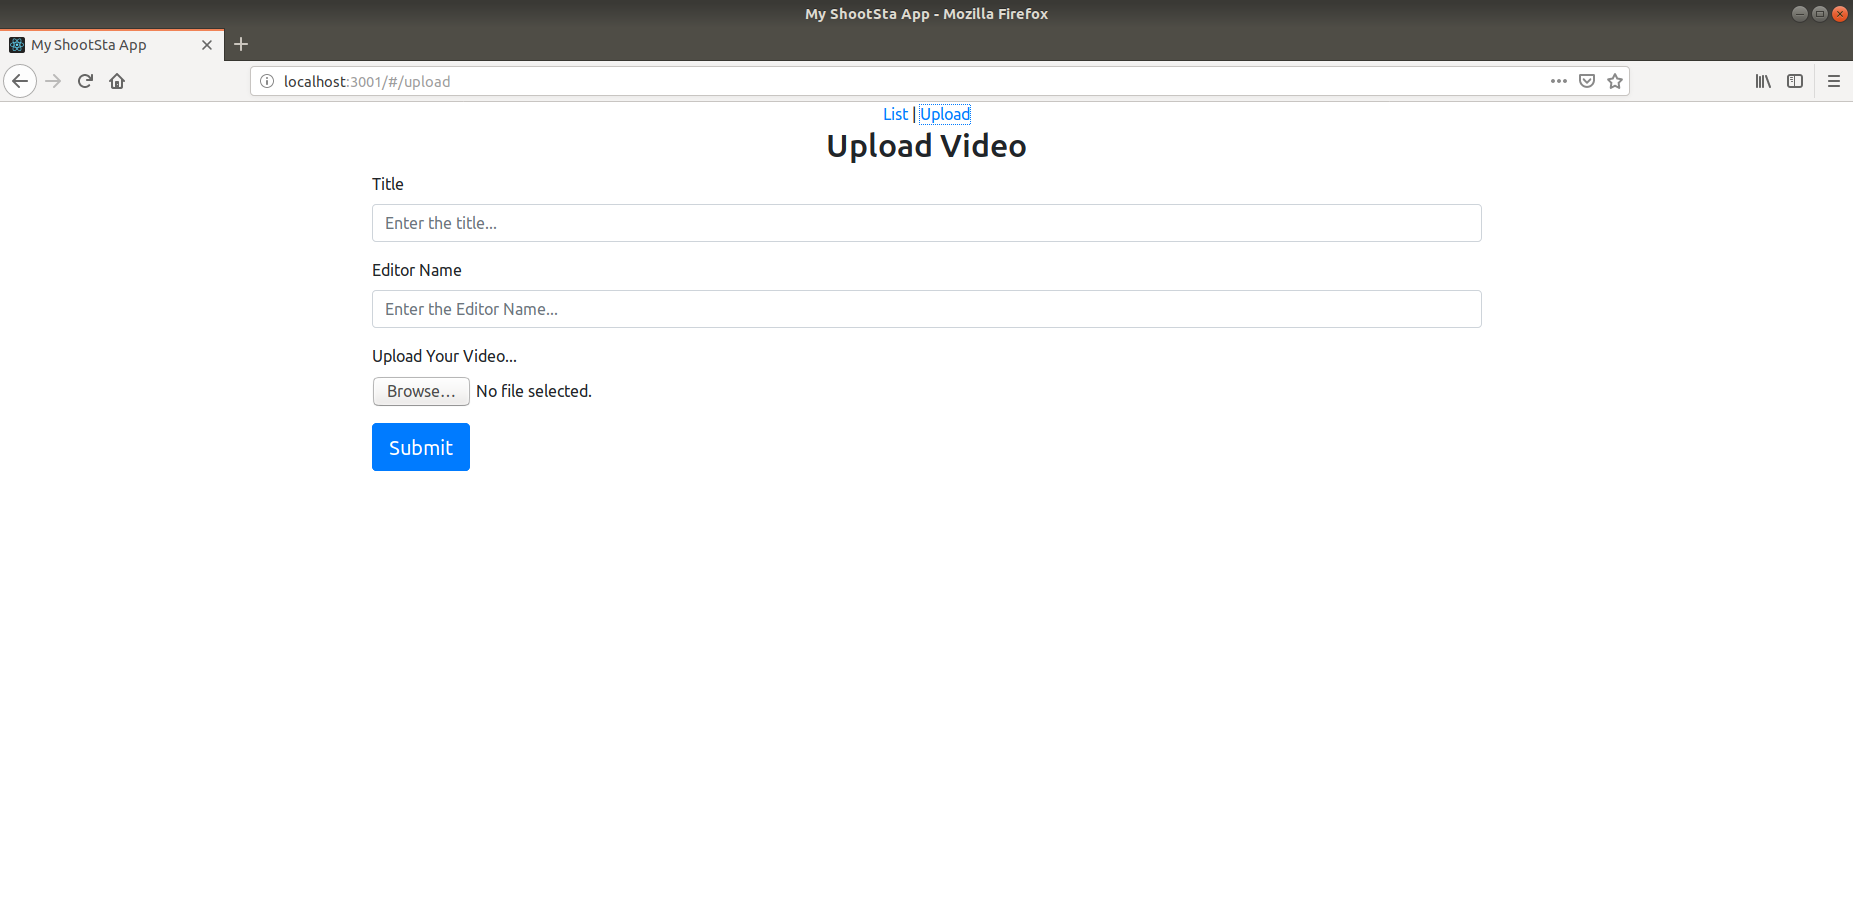 My ShootSta App - Mozilla Firefox
My ShootSta App
localhost:3001/#/upload
List | Upload
Upload Video
Title
Enter the title...
Editor Name
Enter the Editor Name...
Upload Your Video...
Browse... No file selected.
Submit